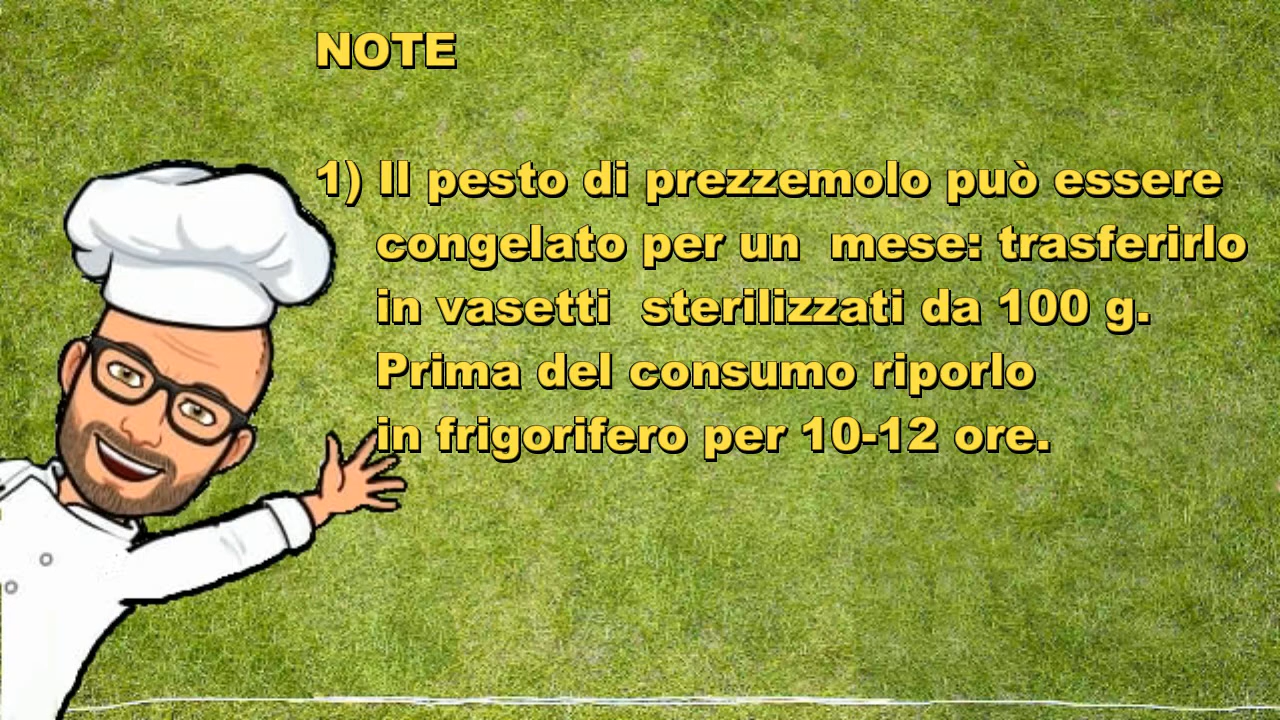 NOTE
1) Il pesto di prezzemolo può essere
congelato per un mese: trasferirlo
in vasetti sterilizzati da 100 g.
Prima del consumo riporlo
in frigorifero per 10-12 ore.